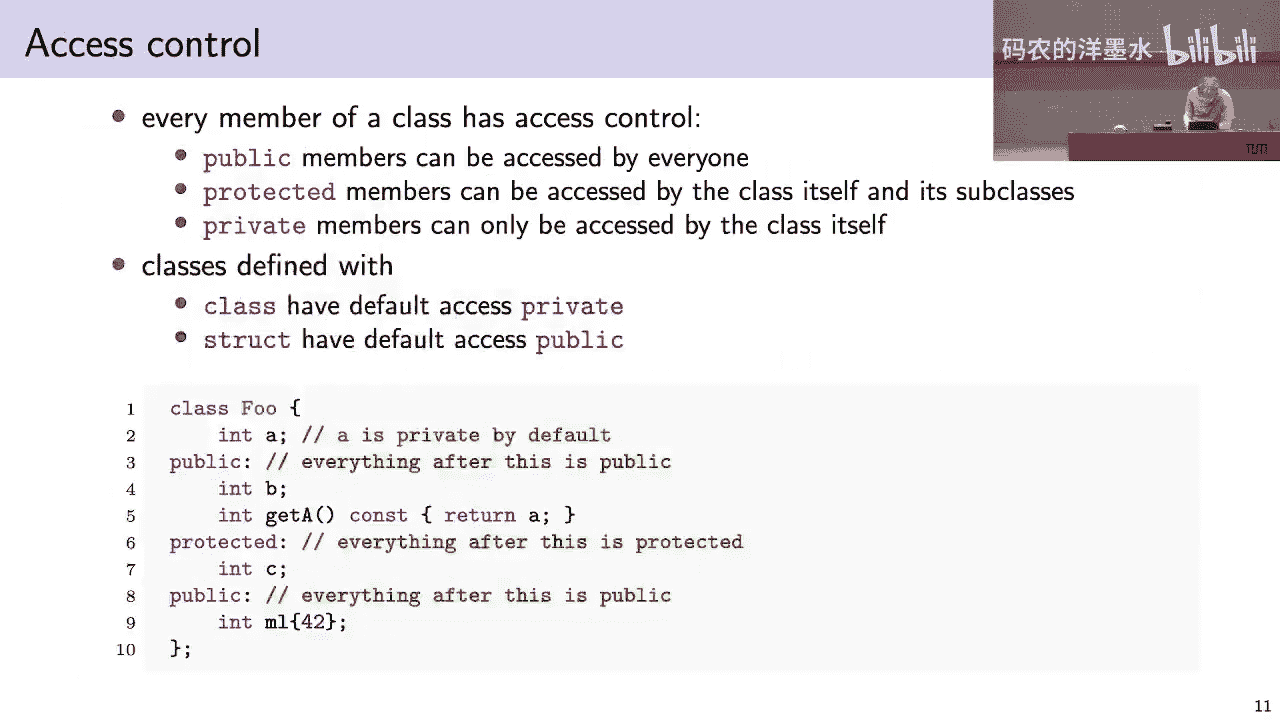 Access control
码农的洋墨水 bilibili
TUM
every member of a class has access control:
public members can be accessed by everyone
protected members can be accessed by the class itself and its subclasses
private members can only be accessed by the class itself
classes defined with
class have default access private
struct have default access public
1 class Foo {
2 int a; // a is private by default
3 public: // everything after this is public
4 int b;
5 int getA() const { return a; }
6 protected: // everything after this is protected
7 int c;
8 public: // everything after this is public
9 int ml{42};
10 };
11